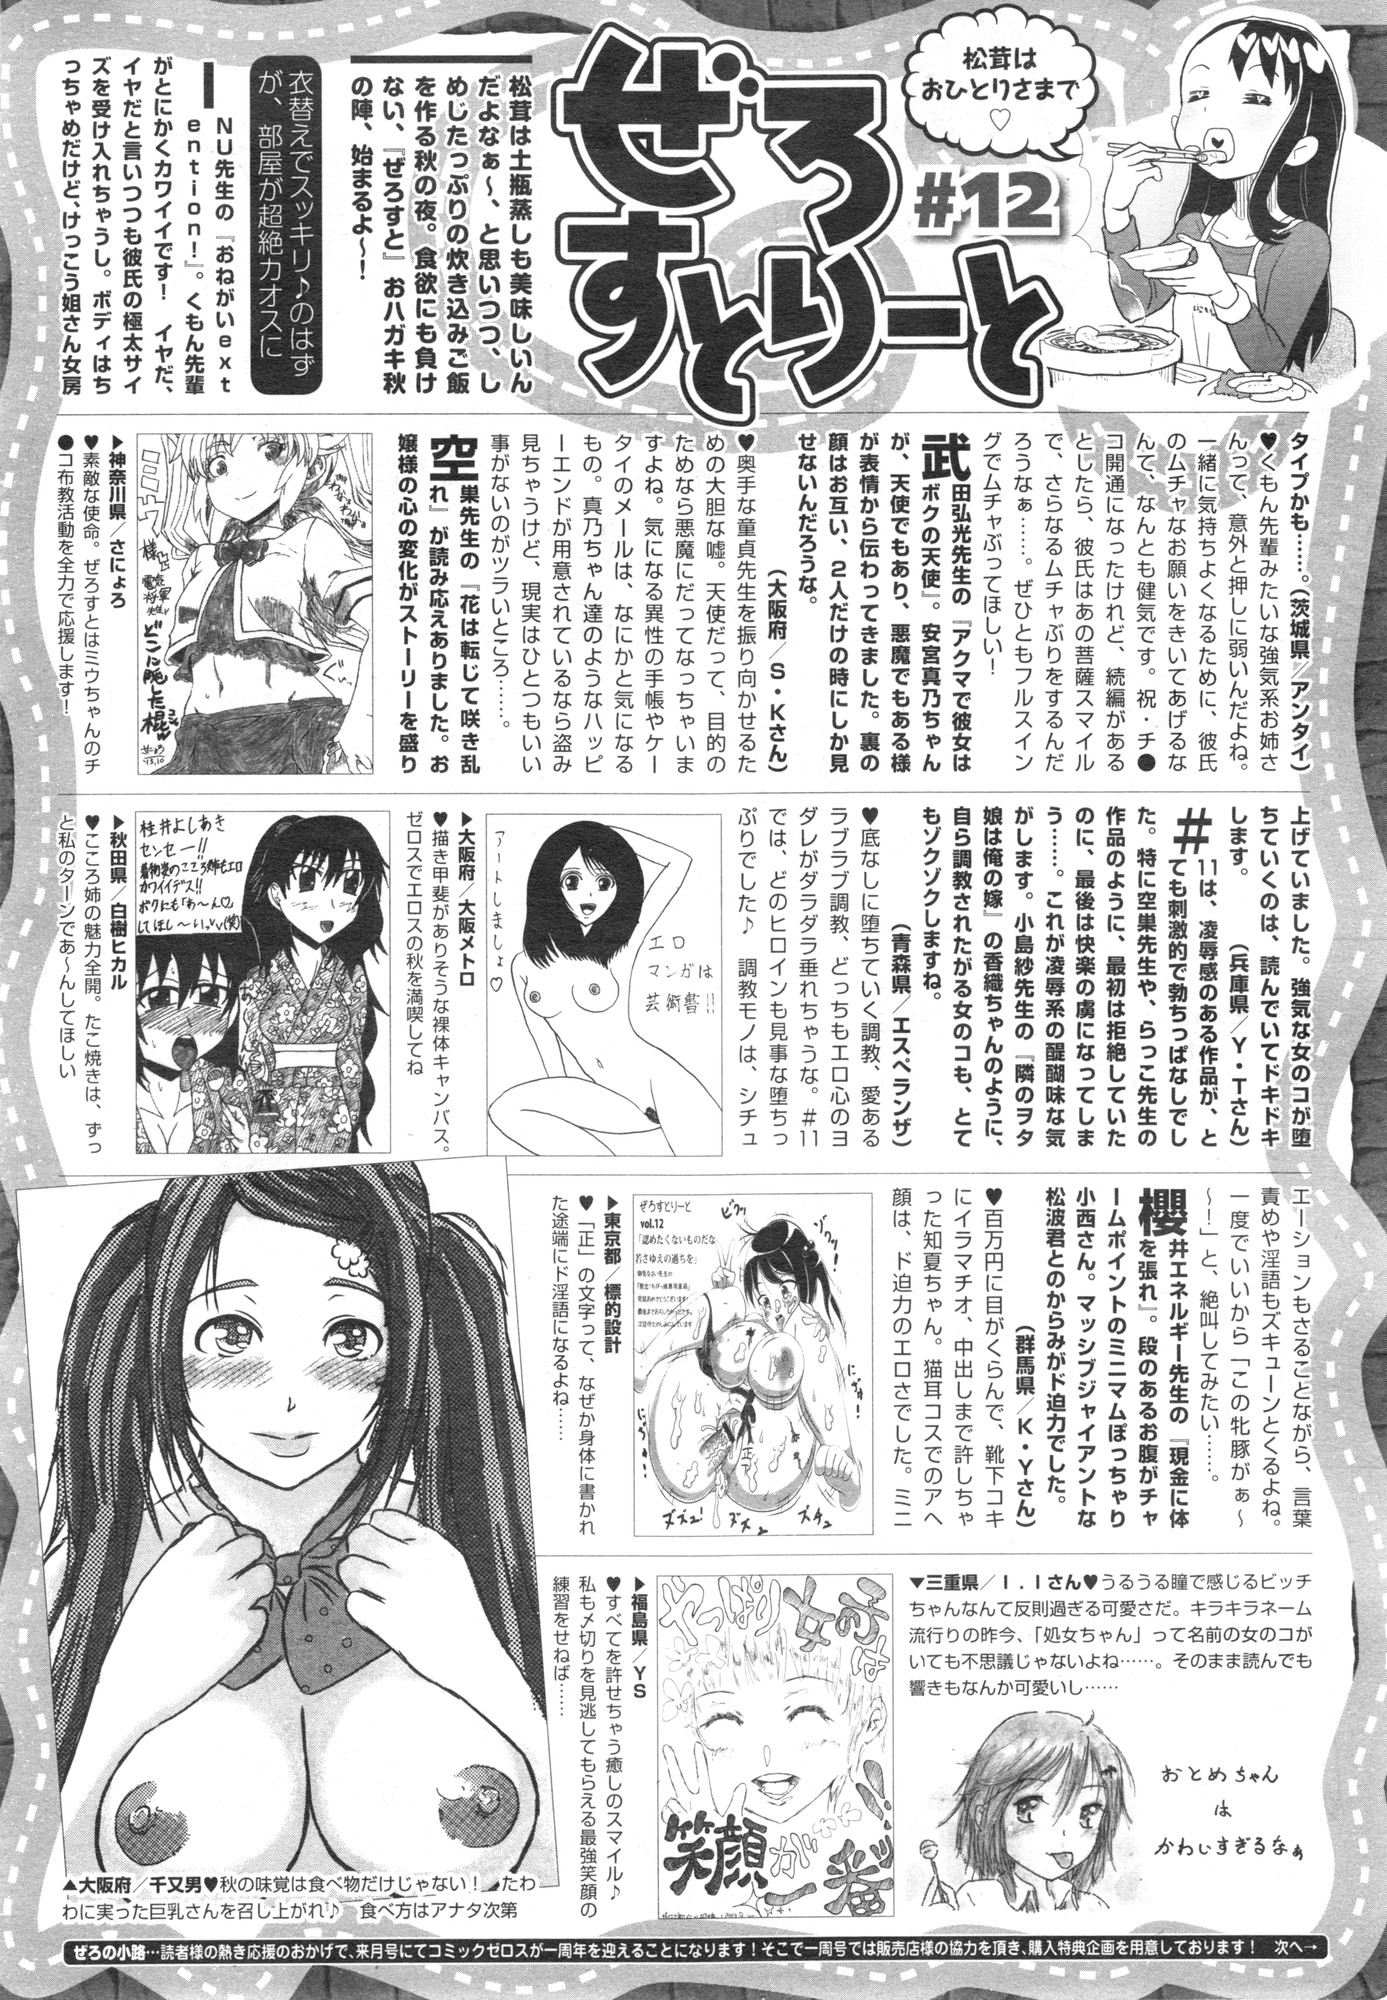 松茸は
おひとりさまで
♡
ぜろ
すとりーと
#12
松茸は土瓶蒸しも美味しいん
だよなぁ～、と思いつつ、し
めじたっぷりの炊き込みご飯
を作る秋の夜。食欲にも負け
ない、『ぜろすと』おハガキ秋
の陣、始まるよ～！
衣替えでスッキリ♪のはず
が、部屋が超絶カオスに
NU先生の『おねがいext
ention!』。くもん先輩
がとにかくカワイイです！　イヤだ、
イヤだと言いつつも彼氏の極太サイ
ズを受け入れちゃうし。ボディはち
っちゃめだけど、けっこう姐さん女房
タイプかも……。（茨城県／アンタイ）
♥くもん先輩みたいな強気系お姉さ
んって、意外と押しに弱いんだよね。
一緒に気持ちよくなるために、彼氏
のムチャなお願いをきいてあげるな
んて、なんとも健気です。祝・チ●
コ開通になったけれど、続編がある
としたら、彼氏はあの菩薩スマイル
で、さらなるムチャぶりをするんだ
ろうなぁ……。ぜひともフルスイン
グでムチャぶってほしい！
武田弘光先生の『アクマで彼女は
ボクの天使』。安宮真乃ちゃん
が、天使でもあり、悪魔でもある様
が表情から伝わってきました。裏の
顔はお互い、2人だけの時にしか見
せないんだろうな。
（大阪府／S・Kさん）
♥奥手な童貞先生を振り向かせるた
めの大胆な嘘。天使だって、目的の
ためなら悪魔にだってなっちゃいま
すよね。気になる異性の手帳やケー
タイのメールは、なにかと気になる
もの。真乃ちゃん達のようなハッピ
ーエンドが用意されているなら盗み
見ちゃうけど、現実はひとつもいい
事がないのがツラいところ……。
空巣先生の『花は転じて咲き乱
れ』が読み応えありました。お
嬢様の心の変化がストーリーを盛り
▶神奈川県／さにょろ
♥素敵な使命。ぜろすとはミウちゃんのチ
●コ布教活動を全力で応援します！
上げていました。強気な女のコが堕
ちていくのは、読んでいてドキドキ
します。　（兵庫県／Y・Tさん）
#11は、凌辱感のある作品が、と
ても刺激的で勃ちっぱなしでし
た。特に空巣先生や、らっこ先生の
作品のように、最初は拒絶していた
のに、最後は快楽の虜になってしま
う……。これが凌辱系の醍醐味な気
がします。小島紗先生の『隣のヲタ
娘は俺の嫁』の香織ちゃんのように、
自ら調教されたがる女のコも、とて
もゾクゾクしますね。
（青森県／エスペランザ）
♥底なしに堕ちていく調教、愛ある
ラブラブ調教、どっちもエロ心のヨ
ダレがダラダラ垂れちゃうな。#11
では、どのヒロインも見事な堕ちっ
ぷりでした♪　調教モノは、シチュ
アートしましょ♡
エロ
マンガは
芸術書!!
▶大阪府／大阪メトロ
♥描き甲斐がありそうな裸体キャンバス。
ゼロスでエロスの秋を満喫してね
桂井よしあき
センセー!!
着物姿のこころ姉もエロ
カワイイデス!!
ボクにも「あ～ん♡」
してほし～いッvv(笑)
▶秋田県／白樹ヒカル
♥こころ姉の魅力全開。たこ焼きは、ずっ
と私のターンであ～んしてほしい
エーションもさることながら、言葉
責めや淫語もズキューンとくるよね。
一度でいいから「この牝豚がぁ～
～！」と、絶叫してみたい……。
櫻井エネルギー先生の『現金に体
を張れ』。段のあるお腹がチャ
ームポイントのミニマムぽっちゃり
小西さん。マッシブジャイアントな
松波君とのからみがド迫力でした。
（群馬県／K・Yさん）
♥百万円に目がくらんで、靴下コキ
にイラマチオ、中出しまで許しちゃ
った知夏ちゃん。猫耳コスでのアヘ
顔は、ド迫力のエロさでした。ミニ
ぜろすとりーと
vol.12
「認めたくないものだな
若さゆえの過ちを」
▶東京都／標的設計
♥「正」の文字って、なぜか身体に書かれ
た途端にド淫語になるよね……
▼三重県／I.Iさん♥うるうる瞳で感じるビッチ
ちゃんなんて反則過ぎる可愛さだ。キラキラネーム
流行りの昨今、「処女ちゃん」って名前の女のコが
いても不思議じゃないよね……。そのまま読んでも
響きもなんか可愛いし……
おとめちゃん
は
かわいすぎるなぁ
やっぱり
女のコは
笑顔が
一番♪
▶福島県／YS
♥すべてを許せちゃう癒しのスマイル♪
私も〆切りを見逃してもらえる最強笑顔の
練習をせねば……
▲大阪府／千又男♥秋の味覚は食べ物だけじゃない！　たわ
わに実った巨乳さんを召し上がれ♪　食べ方はアナタ次第
ぜろの小路…読者様の熱き応援のおかげで、来月号にてコミックゼロスが一周年を迎えることになります！そこで一周号では販売店様の協力を頂き、購入特典企画を用意しております！　次へ→